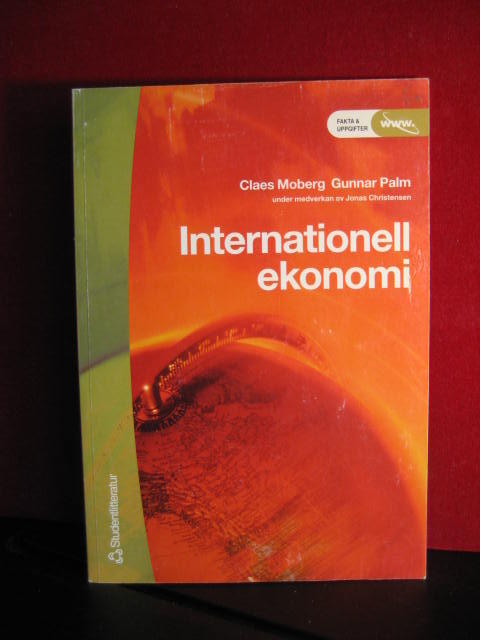 FAKTA &
UPPGIFTER
www.
Claes Moberg Gunnar Palm
under medverkan av Jonas Christensen
Internationell
ekonomi
Studentlitteratur